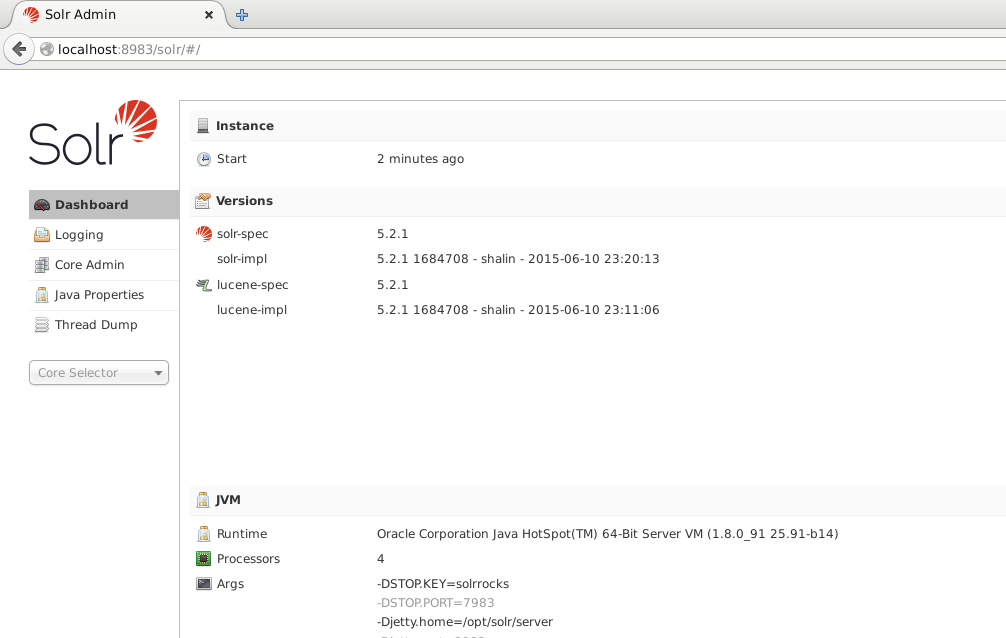 Solr Admin
localhost:8983/solr/#/
Solr
Instance
Start 2 minutes ago
Versions
Dashboard
solr-spec 5.2.1
Logging
solr-impl 5.2.1 1684708 - shalin - 2015-06-10 23:20:13
Core Admin
lucene-spec 5.2.1
Java Properties
lucene-impl 5.2.1 1684708 - shalin - 2015-06-10 23:11:06
Thread Dump
Core Selector
JVM
Runtime Oracle Corporation Java HotSpot(TM) 64-Bit Server VM (1.8.0_91 25.91-b14)
Processors 4
Args -DSTOP.KEY=solrrocks
-DSTOP.PORT=7983
-Djetty.home=/opt/solr/server